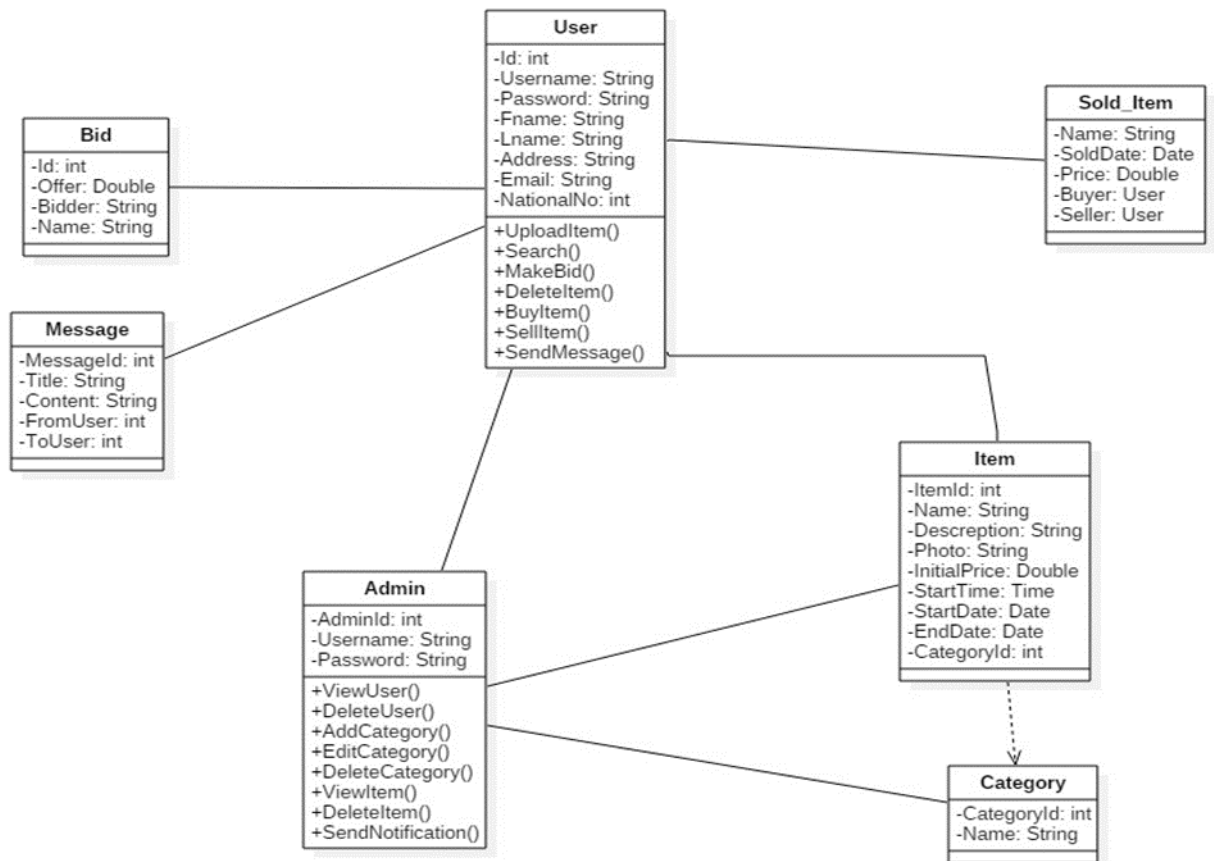 User
-Id: int
-Username: String
-Password: String
-Fname: String
-Lname: String
-Address: String
-Email: String
-NationalNo: int
+UploadItem()
+Search()
+MakeBid()
+DeleteItem()
+BuyItem()
+SellItem()
+SendMessage()
Bid
-Id: int
-Offer: Double
-Bidder: String
-Name: String
Sold_Item
-Name: String
-SoldDate: Date
-Price: Double
-Buyer: User
-Seller: User
Message
-MessageId: int
-Title: String
-Content: String
-FromUser: int
-ToUser: int
Item
-ItemId: int
-Name: String
-Descreption: String
-Photo: String
-InitialPrice: Double
-StartTime: Time
-StartDate: Date
-EndDate: Date
-CategoryId: int
Admin
-AdminId: int
-Username: String
-Password: String
+ViewUser()
+DeleteUser()
+AddCategory()
+EditCategory()
+DeleteCategory()
+ViewItem()
+DeleteItem()
+SendNotification()
Category
-CategoryId: int
-Name: String